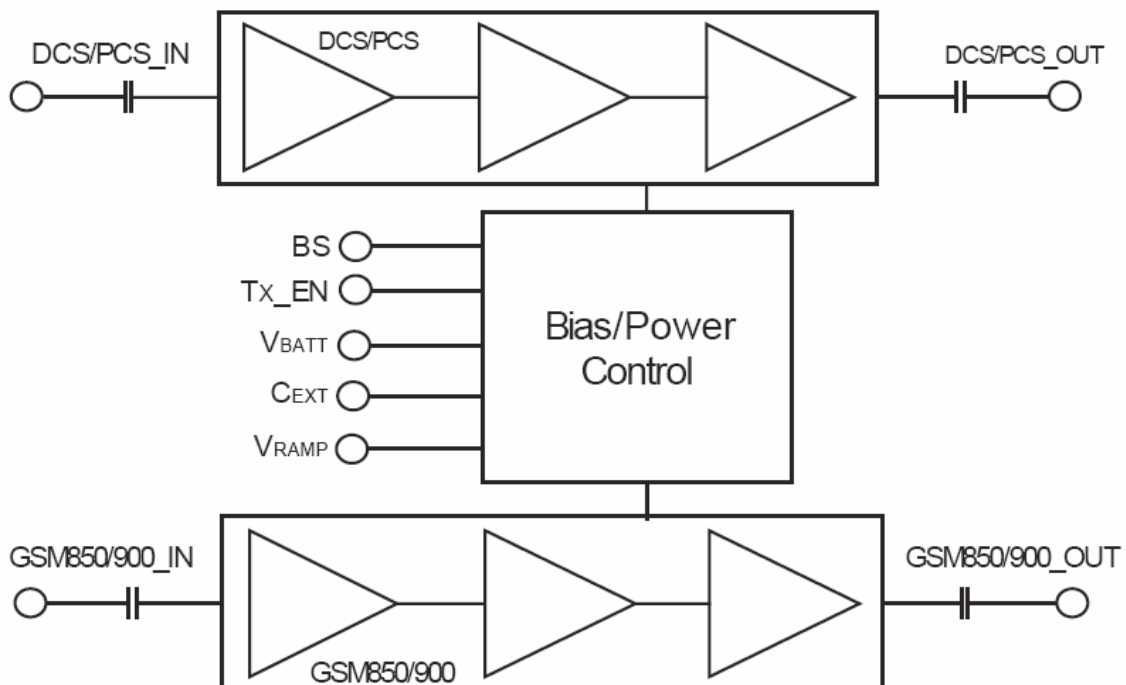 DCS/PCS_IN
DCS/PCS
DCS/PCS_OUT
BS
TX_EN
VBATT
CEXT
VRAMP
Bias/Power
Control
GSM850/900_IN
GSM850/900
GSM850/900_OUT